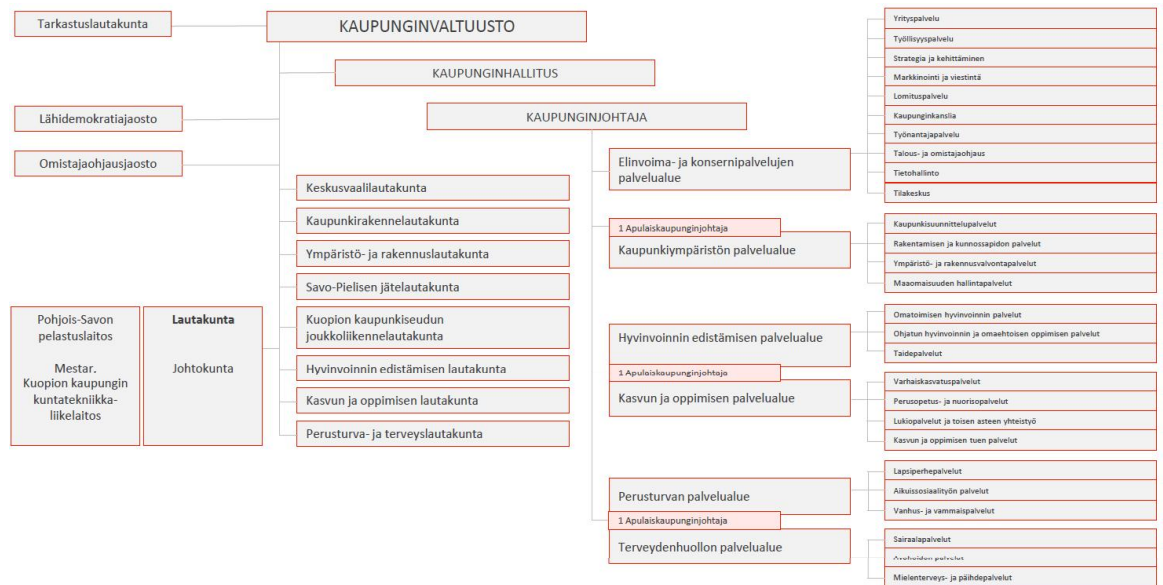 Tarkastuslautakunta
KAUPUNGINVALTUUSTO
KAUPUNGINHALLITUS
Lähidemokratiajaosto
KAUPUNGINJOHTAJA
Omistajaohjausjaosto
Keskusvaalilautakunta
Kaupunkirakennelautakunta
Ympäristö- ja rakennuslautakunta
Savo-Pielisen jätelautakunta
Kuopion kaupunkiseudun
joukkoliikennelautakunta
Hyvinvoinnin edistämisen lautakunta
Kasvun ja oppimisen lautakunta
Perusturva- ja terveyslautakunta
Pohjois-Savon
pelastuslaitos
Mestar.
Kuopion kaupungin
kuntatekniikka-
liikelaitos
Lautakunta
Johtokunta
Elinvoima- ja konsernipalvelujen
palvelualue
Yrityspalvelu
Työllisyyspalvelu
Strategia ja kehittäminen
Markkinointi ja viestintä
Lomituspalvelu
Kaupunginkanslia
Työnantajapalvelu
Talous- ja omistajaohjaus
Tietohallinto
Tilakeskus
1 Apulaiskaupunginjohtaja
Kaupunkiympäristön palvelualue
Kaupunkisuunnittelupalvelut
Rakentamisen ja kunnossapidon palvelut
Ympäristö- ja rakennusvalvontapalvelut
Maaomaisuuden hallintapalvelut
Hyvinvoinnin edistämisen palvelualue
Omatoimisen hyvinvoinnin palvelut
Ohjatun hyvinvoinnin ja omaehtoisen oppimisen palvelut
Taidepalvelut
1 Apulaiskaupunginjohtaja
Kasvun ja oppimisen palvelualue
Varhaiskasvatuspalvelut
Perusopetus- ja nuorisopalvelut
Lukiopalvelut ja toisen asteen yhteistyö
Kasvun ja oppimisen tuen palvelut
Perusturvan palvelualue
Lapsiperhepalvelut
Aikuissosiaalityön palvelut
Vanhus- ja vammaispalvelut
1 Apulaiskaupunginjohtaja
Terveydenhuollon palvelualue
Sairaalapalvelut
palvelut
Mielenterveys- ja päihdepalvelut